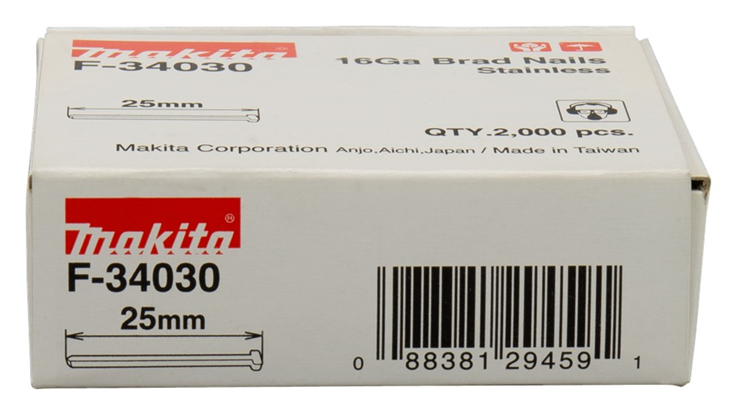 makita®
F-34030
25mm
16Ga Brad Nails
Stainless
QTY.2,000 pcs.
Makita Corporation Anjo,Aichi,Japan / Made in Taiwan
makita®
F-34030
25mm
0 88381 29459 1